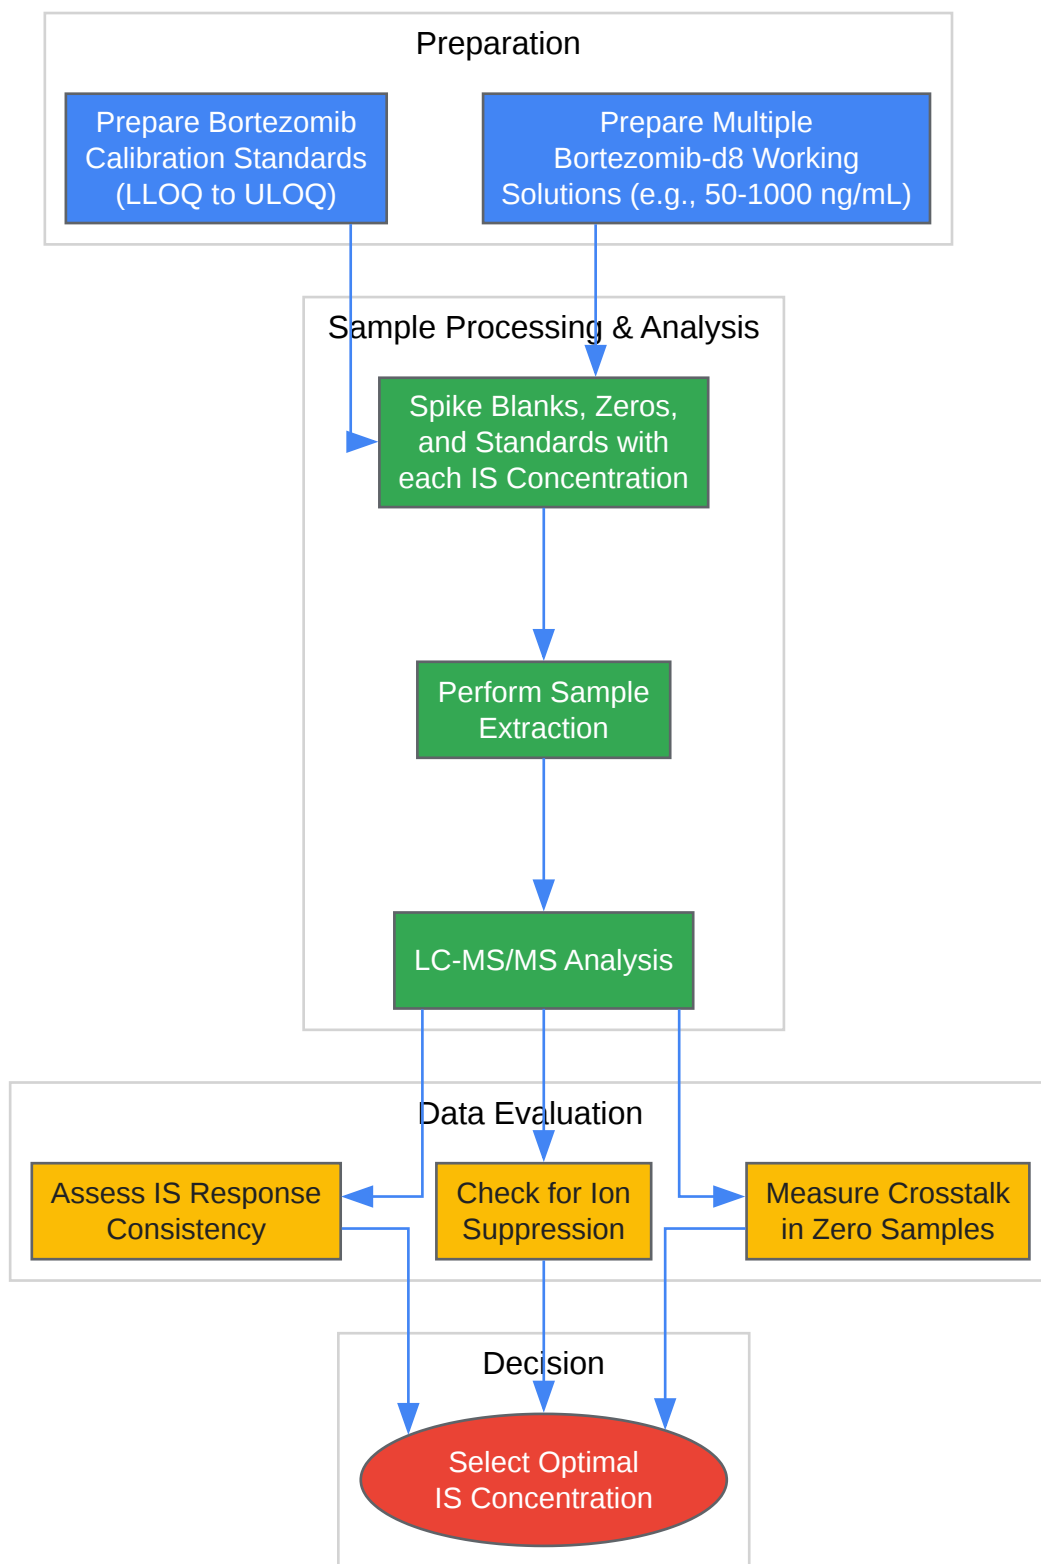 Preparation
Prepare Bortezomib
Calibration Standards
(LLOQ to ULOQ)
Prepare Multiple
Bortezomib-d8 Working
Solutions (e.g., 50-1000 ng/mL)
Sample Processing & Analysis
Spike Blanks, Zeros,
and Standards with
each IS Concentration
Perform Sample
Extraction
LC-MS/MS Analysis
Data Evaluation
Assess IS Response
Consistency
Check for Ion
Suppression
Measure Crosstalk
in Zero Samples
Decision
Select Optimal
IS Concentration